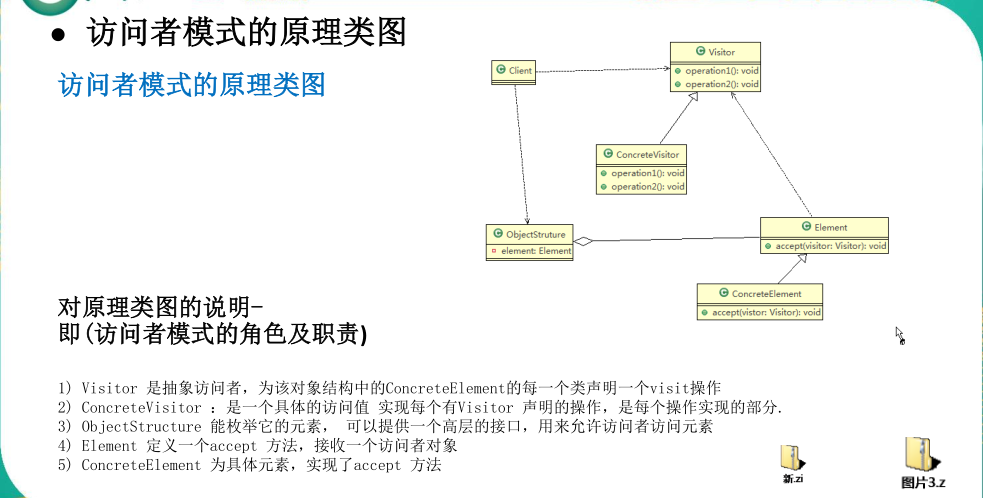 ● 访问者模式的原理类图
访问者模式的原理类图
Client
Visitor
operation1(): void
operation2(): void
ConcreteVisitor
operation1(): void
operation2(): void
ObjectStruture
element: Element
Element
accept(visitor: Visitor): void
ConcreteElement
accept(vistor: Visitor): void
对原理类图的说明-
即(访问者模式的角色及职责)
1) Visitor 是抽象访问者，为该对象结构中的ConcreteElement的每一个类声明一个visit操作
2) ConcreteVisitor ：是一个具体的访问值 实现每个有Visitor 声明的操作，是每个操作实现的部分.
3) ObjectStructure 能枚举它的元素， 可以提供一个高层的接口，用来允许访问者访问元素
4) Element 定义一个accept 方法，接收一个访问者对象
5) ConcreteElement 为具体元素，实现了accept 方法
新.zi
图片3.z